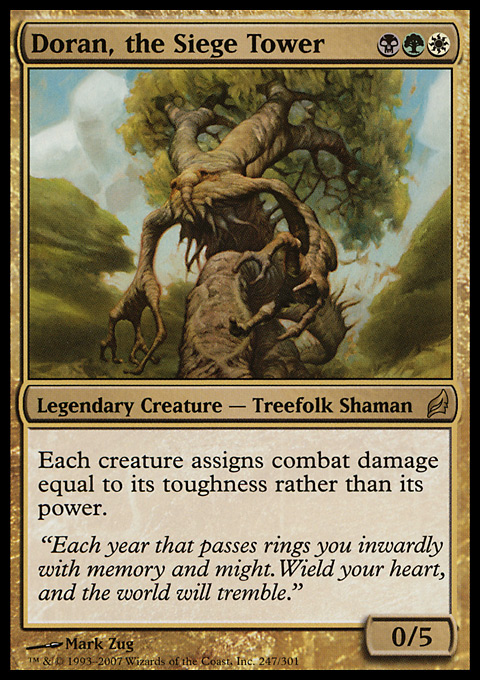 Doran, the Siege Tower
Legendary Creature — Treefolk Shaman
Each creature assigns combat damage
equal to its toughness rather than its
power.
“Each year that passes rings you inwardly
with memory and might. Wield your heart,
and the world will tremble.”
0/5
Mark Zug
™ & © 1993–2007 Wizards of the Coast, Inc. 247/301